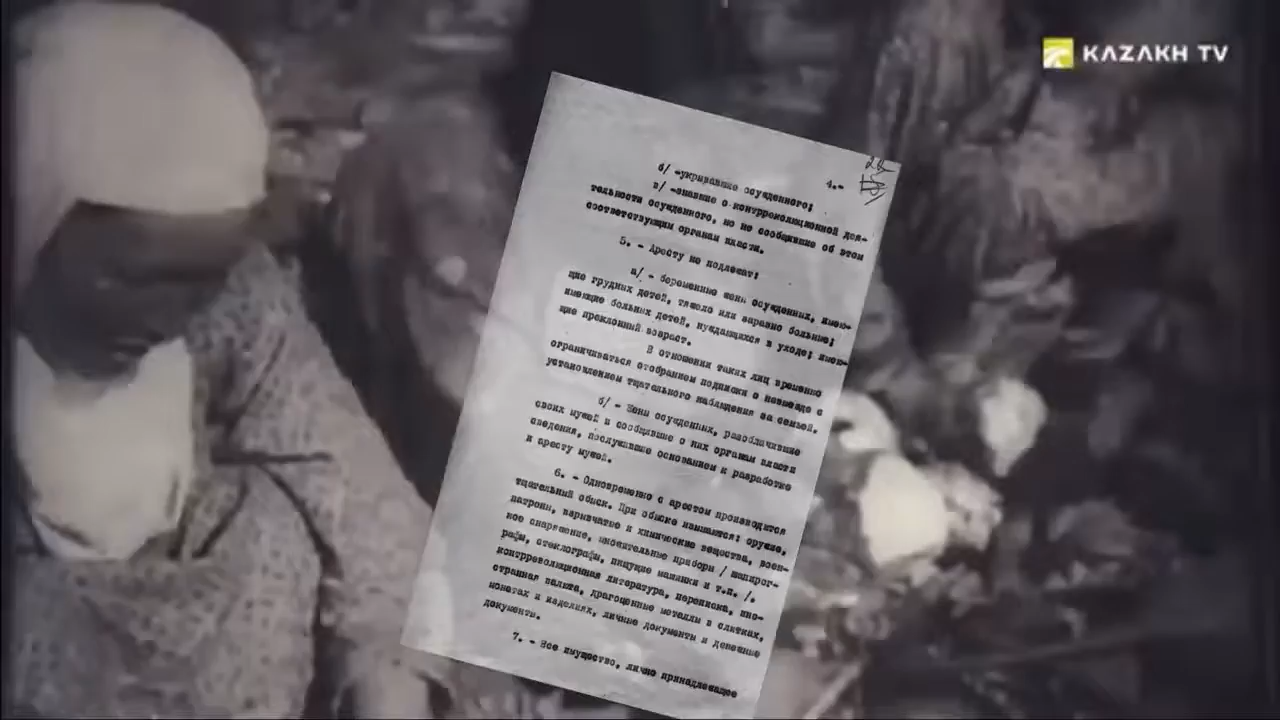 KAZAKH TV
4.-
б/ -укрывавшие осужденного;
в/ -знавшие о контрреволюционной дея-
тельности осужденного, но не сообщившие об этом
соответствующим органам власти.
5. - Аресту не подлежат:
а/ - беременные жены осужденных, имею-
щие грудных детей, тяжело или заразно больные;
имеющие больных детей, нуждающихся в уходе; имею-
щие преклонный возраст.
В отношении таких лиц временно
ограничиваться отобранием подписки о невыезде с
установлением тщательного наблюдения за семьей.
б/ - Жены осужденных, разоблачившие
своих мужей и сообщившие о них органам власти
сведения, послужившие основанием к разработке
и аресту мужей.
6. - Одновременно с арестом производится
тщательный обыск. При обыске изымаются: оружие,
патроны, взрывчатые и химические вещества, воен-
ное снаряжение, множительные приборы / копирог-
рафы, стеклографы, пишущие машинки и т.п. /,
контрреволюционная литература, переписка, ино-
странная валюта, драгоценные металлы в слитках,
монетах и изделиях, личные документы и денежные
документы.
7. - Все имущество, лично принадлежащее